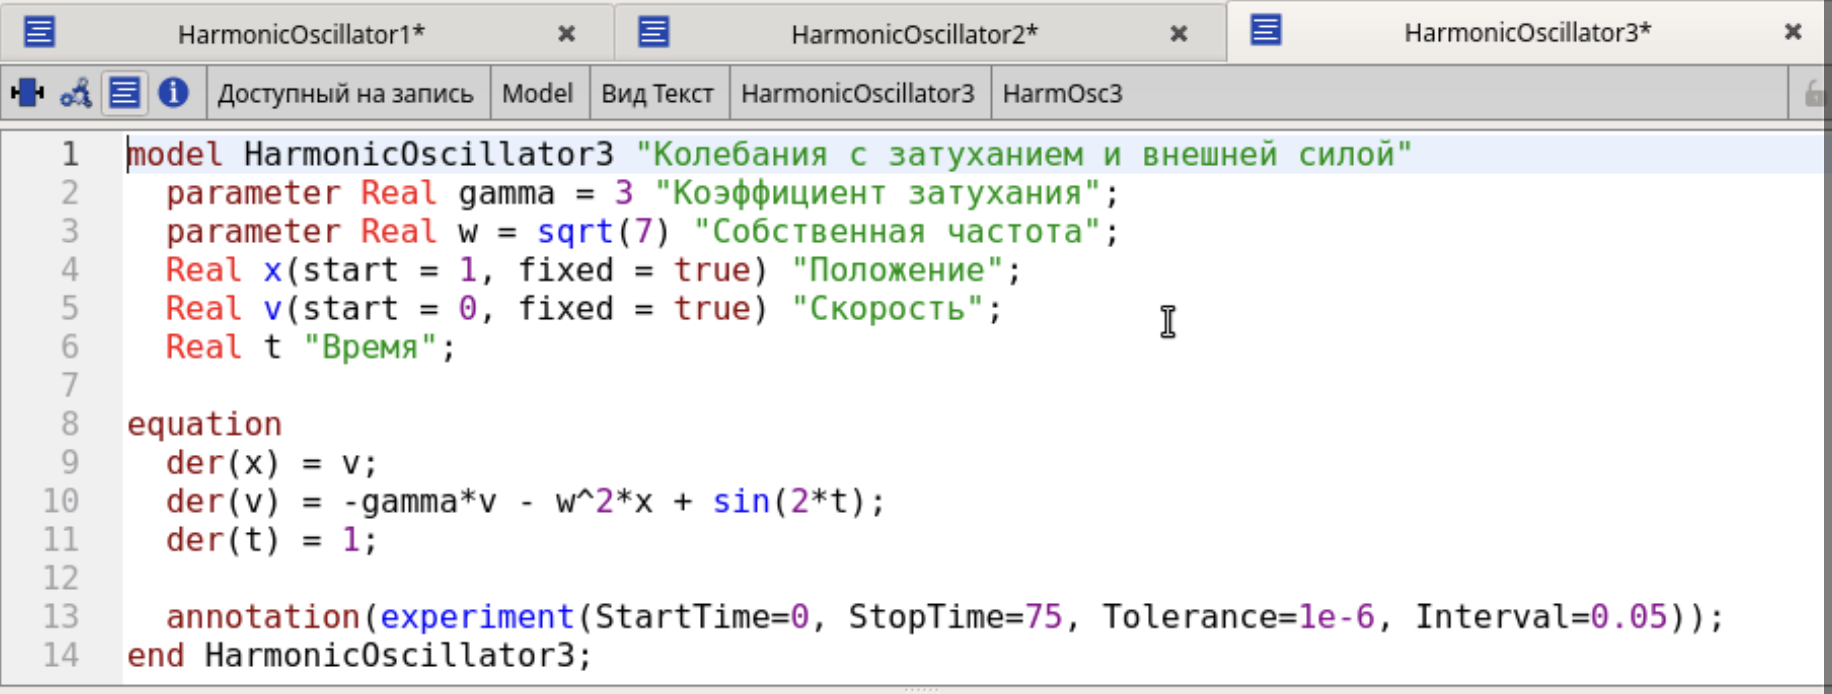 HarmonicOscillator1* HarmonicOscillator2* HarmonicOscillator3*
Доступный на запись Model Вид Текст HarmonicOscillator3 HarmOsc3
1 model HarmonicOscillator3 "Колебания с затуханием и внешней силой"
2   parameter Real gamma = 3 "Коэффициент затухания";
3   parameter Real w = sqrt(7) "Собственная частота";
4   Real x(start = 1, fixed = true) "Положение";
5   Real v(start = 0, fixed = true) "Скорость";
6   Real t "Время";
7
8 equation
9   der(x) = v;
10   der(v) = -gamma*v - w^2*x + sin(2*t);
11   der(t) = 1;
12
13   annotation(experiment(StartTime=0, StopTime=75, Tolerance=1e-6, Interval=0.05));
14 end HarmonicOscillator3;